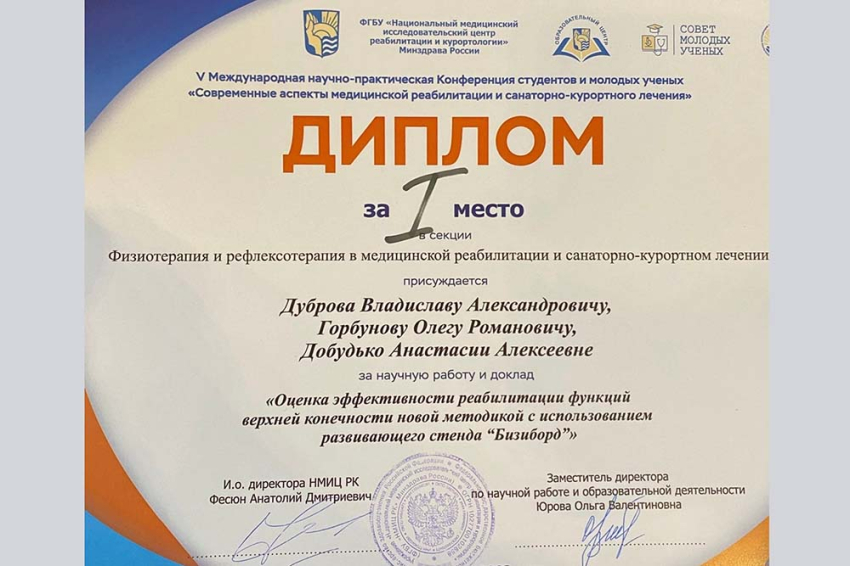 ФГБУ «Национальный медицинский
исследовательский центр
реабилитации и курортологии»
Минздрава России
ОБРАЗОВАТЕЛЬНЫЙ ЦЕНТР
СОВЕТ
МОЛОДЫХ
УЧЕНЫХ
V Международная научно-практическая Конференция студентов и молодых ученых
«Современные аспекты медицинской реабилитации и санаторно-курортного лечения»
ДИПЛОМ
за I место
в секции
Физиотерапия и рефлексотерапия в медицинской реабилитации и санаторно-курортном лечении
присуждается
Дуброва Владиславу Александровичу,
Горбунову Олегу Романовичу,
Добудько Анастасии Алексеевне
за научную работу и доклад
«Оценка эффективности реабилитации функций
верхней конечности новой методикой с использованием
развивающего стенда “Бизиборд”»
И.о. директора НМИЦ РК
Фесюн Анатолий Дмитриевич
Заместитель директора
по научной работе и образовательной деятельности
Юрова Ольга Валентиновна